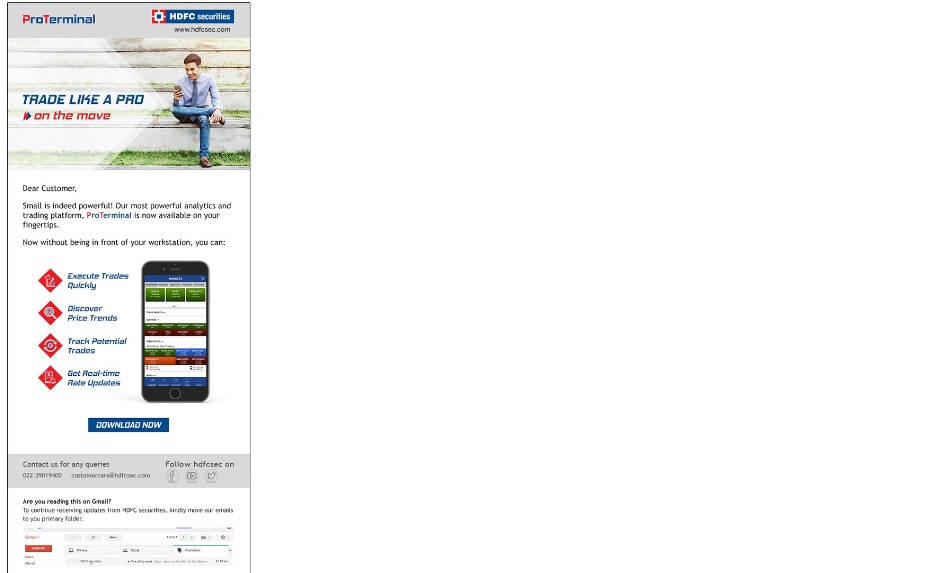 ProTerminal
HDFC securities
www.hdfcsec.com
TRADE LIKE A PRO
on the move
Dear Customer,
Small is indeed powerful! Our most powerful analytics and
trading platform, ProTerminal is now available on your
fingertips.
Now without being in front of your workstation, you can:
Execute Trades
Quickly
Discover
Price Trends
Track Potential
Trades
Get Real-time
Rate Updates
MARKETS
DOWNLOAD NOW
Contact us for any queries
022-39019400 customercare@hdfcsec.com
Follow hdfcsec on
Are you reading this on Gmail?
To continue receiving updates from HDFC securities, kindly move our emails
to you primary folder.
Gmail
Primary
Social
Promotions
HDFC securities